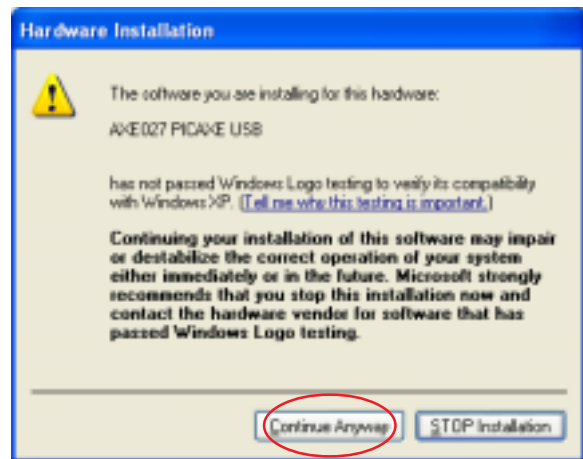 Hardware Installation
The software you are installing for this hardware:
AXE027 PICAXE USB
has not passed Windows Logo testing to verify its compatibility
with Windows XP. (Tell me why this testing is important.)
Continuing your installation of this software may impair
or destabilize the correct operation of your system
either immediately or in the future. Microsoft strongly
recommends that you stop this installation now and
contact the hardware vendor for software that has
passed Windows Logo testing.
Continue Anyway STOP Installation